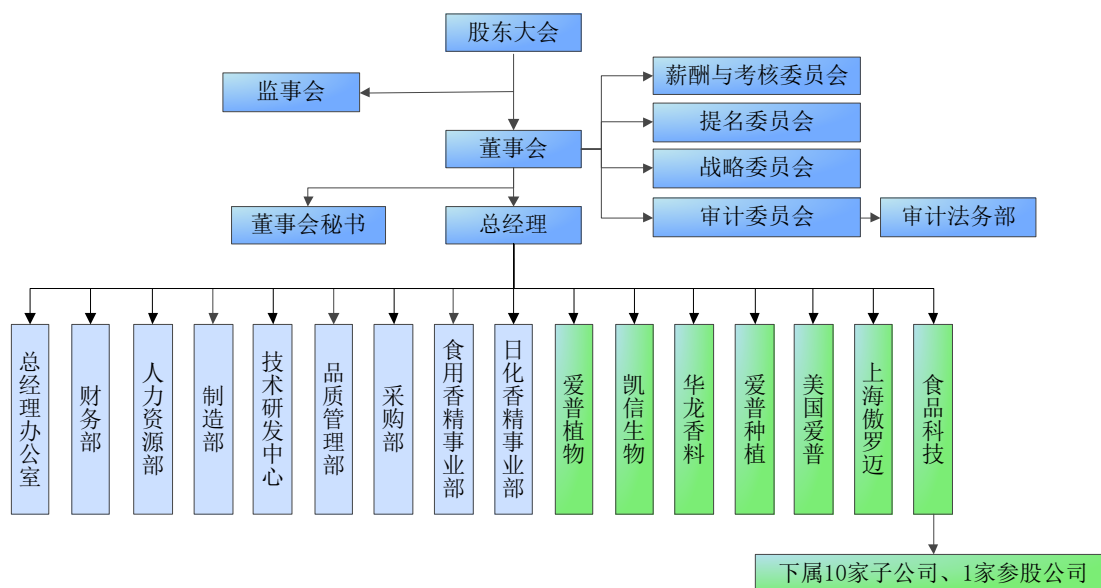 股东大会
监事会
薪酬与考核委员会
提名委员会
董事会
战略委员会
董事会秘书
总经理
审计委员会
审计法务部
总经理办公室
财务部
人力资源部
制造部
技术研发中心
品质管理部
采购部
食用香精事业部
日化香精事业部
爱普植物
凯信生物
华龙香料
爱普种植
美国爱普
上海傲罗迈
食品科技
下属10家子公司、1家参股公司